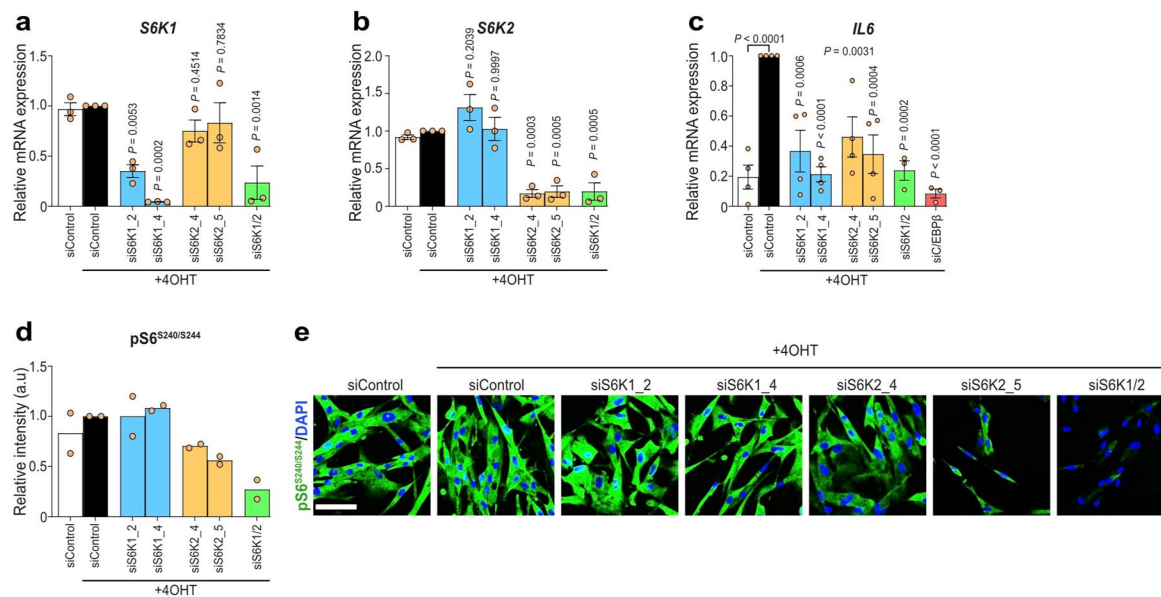 a
S6K1
Relative mRNA expression
1.5
1.0
0.5
0
P = 0.0053
P = 0.0002
P = 0.4514
P = 0.7834
P = 0.0014
siControl
siControl
siS6K1_2
siS6K1_4
siS6K2_4
siS6K2_5
siS6K1/2
+4OHT
b
S6K2
Relative mRNA expression
2.0
1.5
1.0
0.5
0
P = 0.2039
P = 0.9997
P = 0.0003
P = 0.0005
P = 0.0005
siControl
siControl
siS6K1_2
siS6K1_4
siS6K2_4
siS6K2_5
siS6K1/2
+4OHT
c
IL6
Relative mRNA expression
1.0
0.8
0.6
0.4
0.2
0
P < 0.0001
P = 0.0006
P < 0.0001
P = 0.0031
P = 0.0004
P = 0.0002
P < 0.0001
siControl
siControl
siS6K1_2
siS6K1_4
siS6K2_4
siS6K2_5
siS6K1/2
siC/EBPβ
+4OHT
d
pS6S240/S244
Relative intensity (a.u)
1.5
1.0
0.5
0
siControl
siControl
siS6K1_2
siS6K1_4
siS6K2_4
siS6K2_5
siS6K1/2
+4OHT
e
+4OHT
siControl
siControl
siS6K1_2
siS6K1_4
siS6K2_4
siS6K2_5
siS6K1/2
pS6S240/S244/DAPI